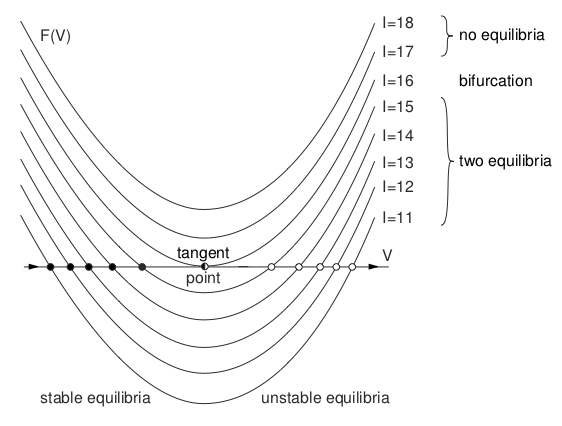 F(V)
I=18
I=17
no equilibria
I=16
bifurcation
I=15
I=14
I=13
I=12
I=11
two equilibria
tangent
point
V
stable equilibria
unstable equilibria